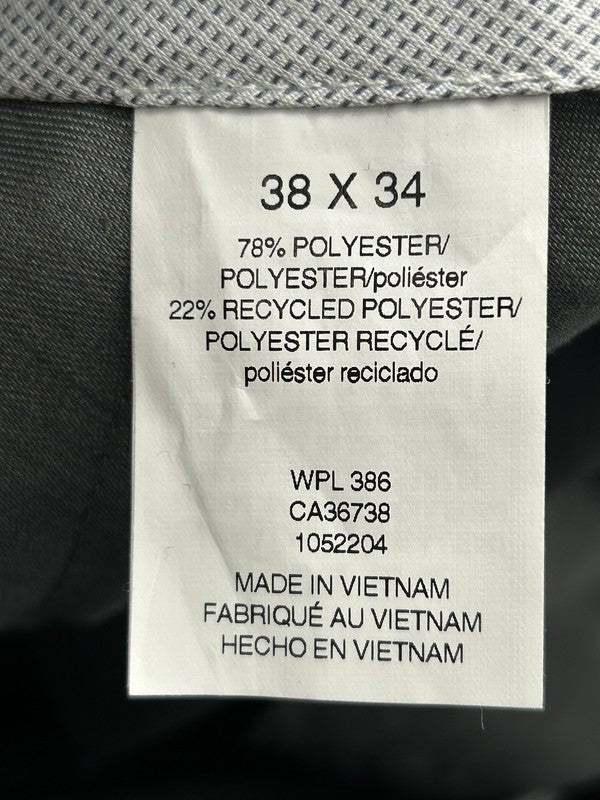 38 X 34
78% POLYESTER/
POLYESTER/poliéster
22% RECYCLED POLYESTER/
POLYESTER RECYCLÉ/
poliéster reciclado
WPL 386
CA36738
1052204
MADE IN VIETNAM
FABRIQUÉ AU VIETNAM
HECHO EN VIETNAM